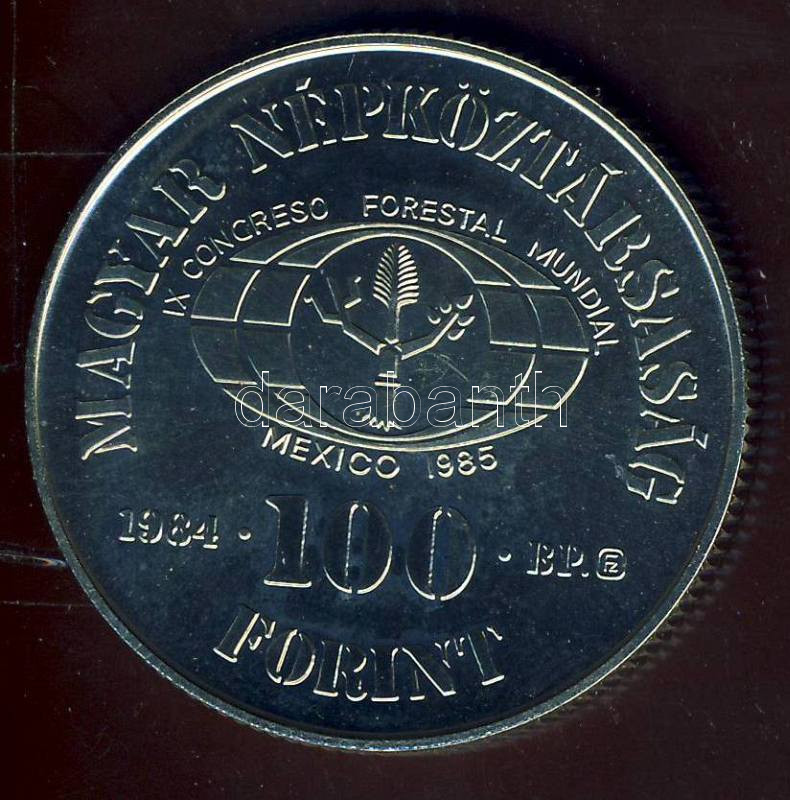 MAGYAR NÉPKÖZTÁRSASÁG
IX CONGRESO FORESTAL MUNDIAL
darabanth
MEXICO 1985
1984 · 100 · BP.
FORINT